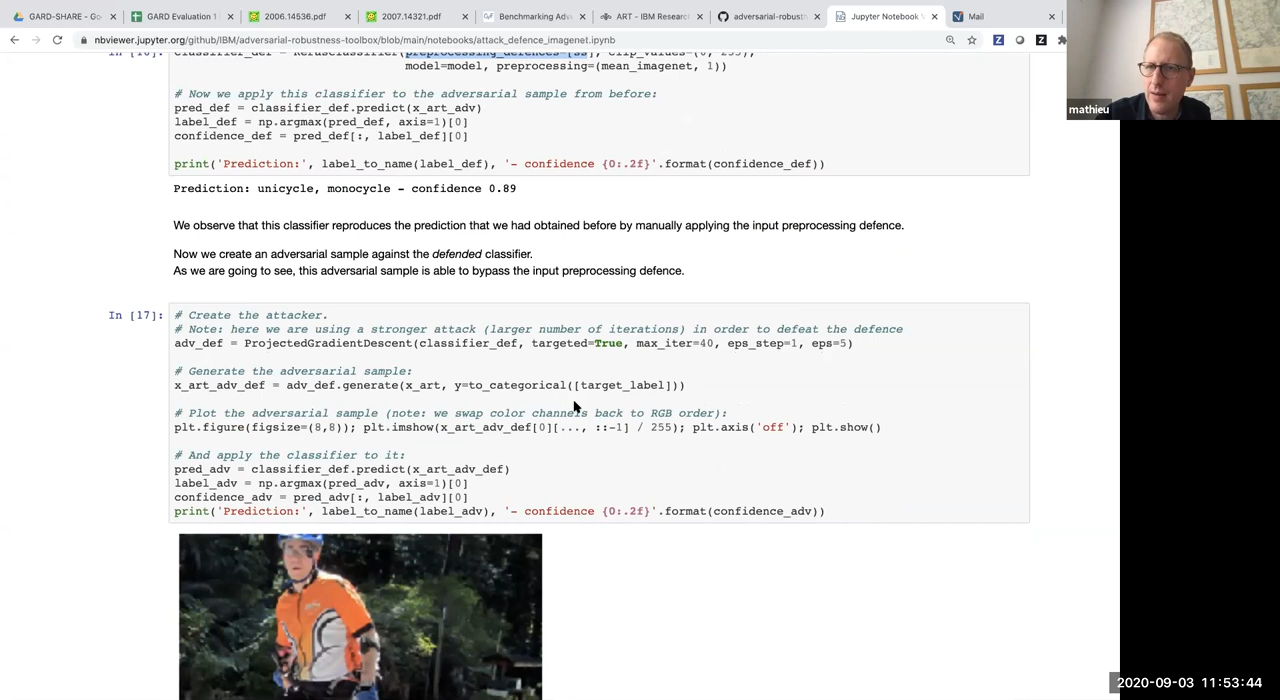 GARD-SHARE - Go
GARD Evaluation 1
2006.14536.pdf
2007.14321.pdf
Benchmarking Adv
ART - IBM Resear
adversarial-robust
Jupyter Notebook V
Mail
nbviewer.jupyter.org/github/IBM/adversarial-robustness-toolbox/blob/main/notebooks/attack_defence_imagenet.ipynb
mathieu
model=model, preprocessing=(mean_imagenet, 1))
# Now we apply this classifier to the adversarial sample from before:
pred_def = classifier_def.predict(x_art_adv)
label_def = np.argmax(pred_def, axis=1)[0]
confidence_def = pred_def[:, label_def][0]
print('Prediction:', label_to_name(label_def), '- confidence {0:.2f}'.format(confidence_def))
Prediction: unicycle, monocycle - confidence 0.89
We observe that this classifier reproduces the prediction that we had obtained before by manually applying the input preprocessing defence.
Now we create an adversarial sample against the defended classifier.
As we are going to see, this adversarial sample is able to bypass the input preprocessing defence.
In [17]:
# Create the attacker.
# Note: here we are using a stronger attack (larger number of iterations) in order to defeat the defence
adv_def = ProjectedGradientDescent(classifier_def, targeted=True, max_iter=40, eps_step=1, eps=5)
# Generate the adversarial sample:
x_art_adv_def = adv_def.generate(x_art, y=to_categorical([target_label]))
# Plot the adversarial sample (note: we swap color channels back to RGB order):
plt.figure(figsize=(8,8)); plt.imshow(x_art_adv_def[0][..., ::-1] / 255); plt.axis('off'); plt.show()
# And apply the classifier to it:
pred_adv = classifier_def.predict(x_art_adv_def)
label_adv = np.argmax(pred_adv, axis=1)[0]
confidence_adv = pred_adv[:, label_adv][0]
print('Prediction:', label_to_name(label_adv), '- confidence {0:.2f}'.format(confidence_adv))
2020-09-03 11:53:44